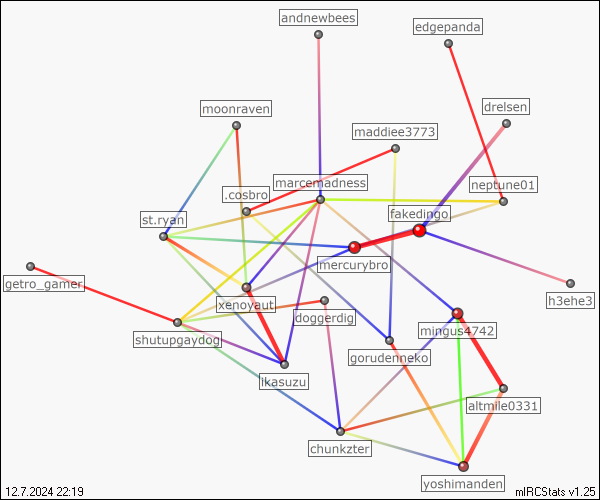 andnewbees
edgepanda
drelsen
moonraven
maddiee3773
marcemadness
neptune01
.cosbro
st.ryan
fakedingo
mercurybro
getro_gamer
h3ehe3
xenoyaut
doggerdig
mingus4742
shutupgaydog
gorudenneko
ikasuzu
altmile0331
chunkzter
yoshimanden
12.7.2024 22:19
mIRCStats v1.25